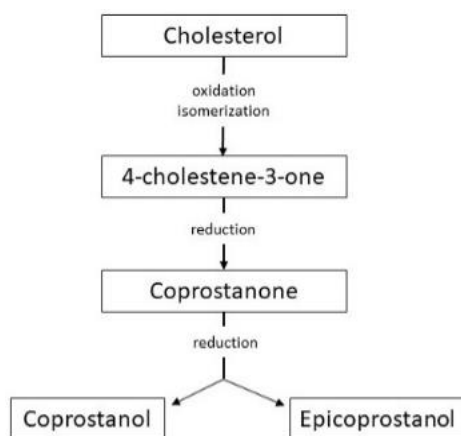 Cholesterol
oxidation
isomerization
4-cholestene-3-one
reduction
Coprostanone
reduction
Coprostanol
Epicoprostanol